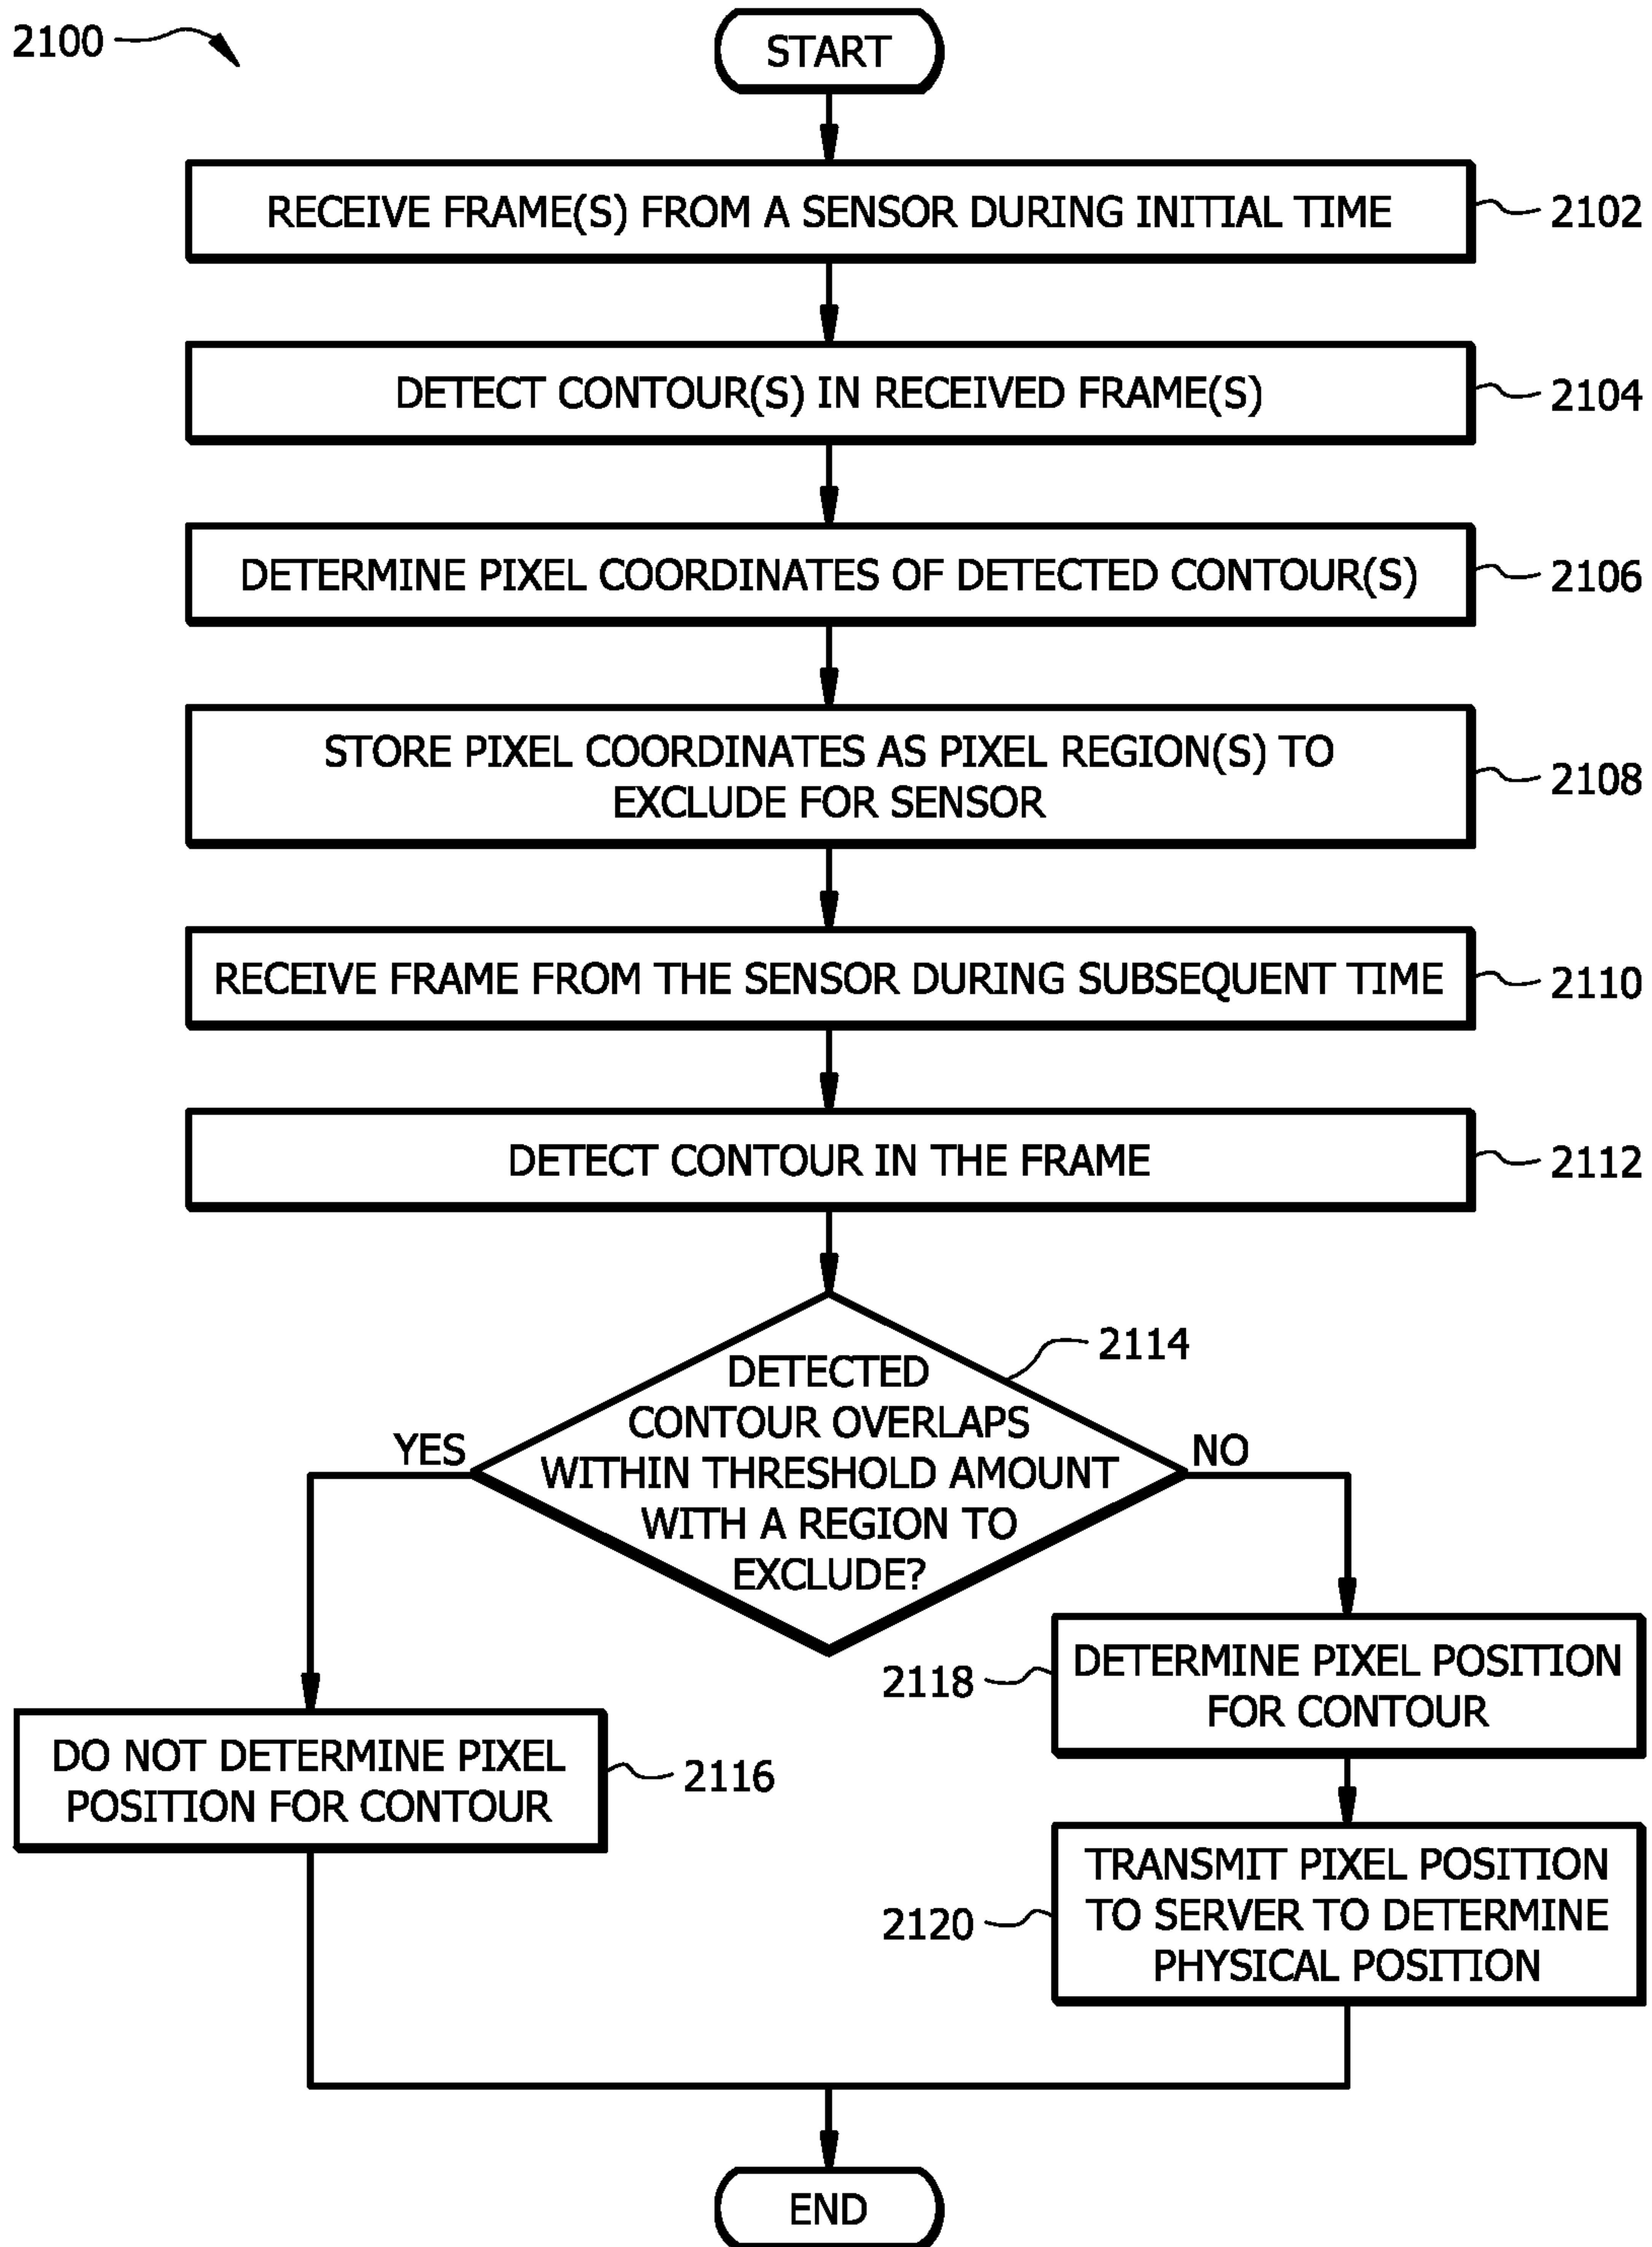 2100
START
RECEIVE FRAME(S) FROM A SENSOR DURING INITIAL TIME
2102
DETECT CONTOUR(S) IN RECEIVED FRAME(S)
2104
DETERMINE PIXEL COORDINATES OF DETECTED CONTOUR(S)
2106
STORE PIXEL COORDINATES AS PIXEL REGION(S) TO
EXCLUDE FOR SENSOR
2108
RECEIVE FRAME FROM THE SENSOR DURING SUBSEQUENT TIME
2110
DETECT CONTOUR IN THE FRAME
2112
2114
DETECTED
CONTOUR OVERLAPS
WITHIN THRESHOLD AMOUNT
WITH A REGION TO
EXCLUDE?
YES
NO
DO NOT DETERMINE PIXEL
POSITION FOR CONTOUR
2116
2118
DETERMINE PIXEL POSITION
FOR CONTOUR
2120
TRANSMIT PIXEL POSITION
TO SERVER TO DETERMINE
PHYSICAL POSITION
END